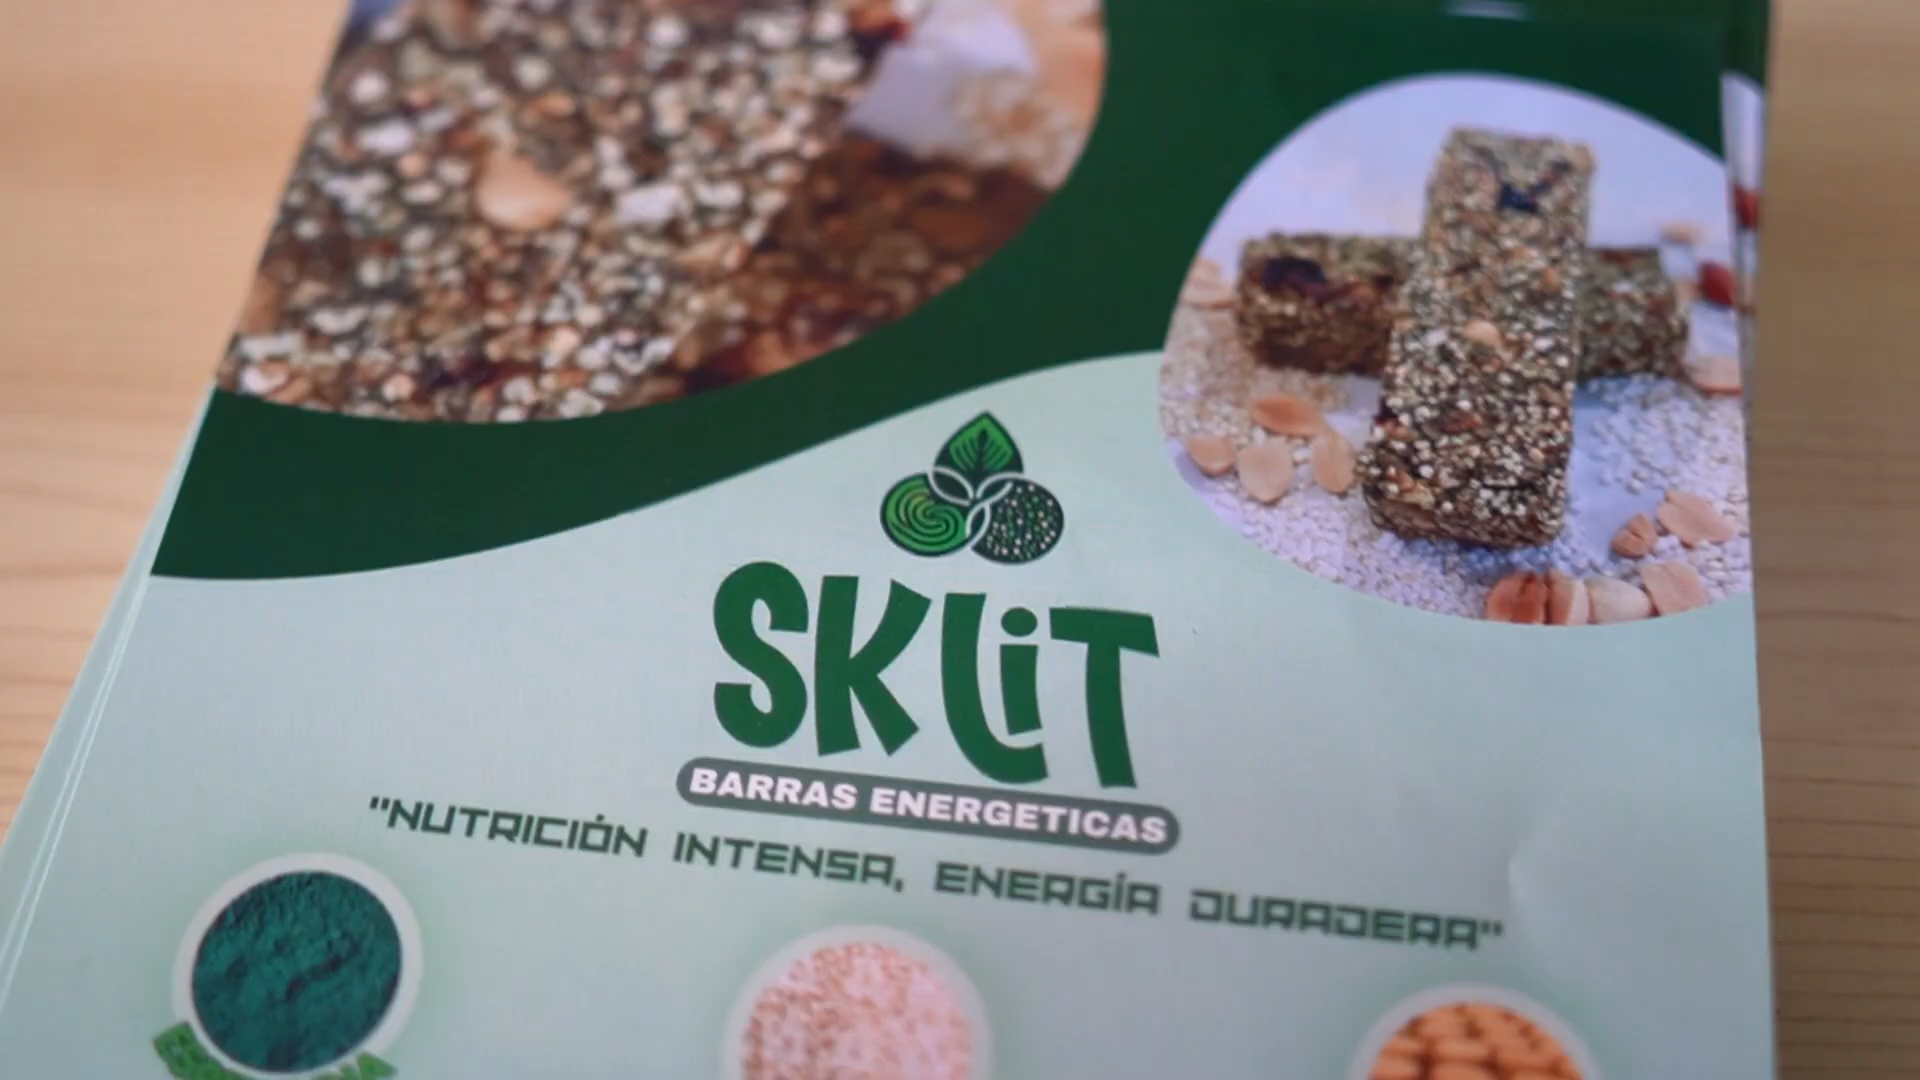 SKLiT
BARRAS ENERGETICAS
"NUTRICIÓN INTENSA, ENERGÍA DURADERA"